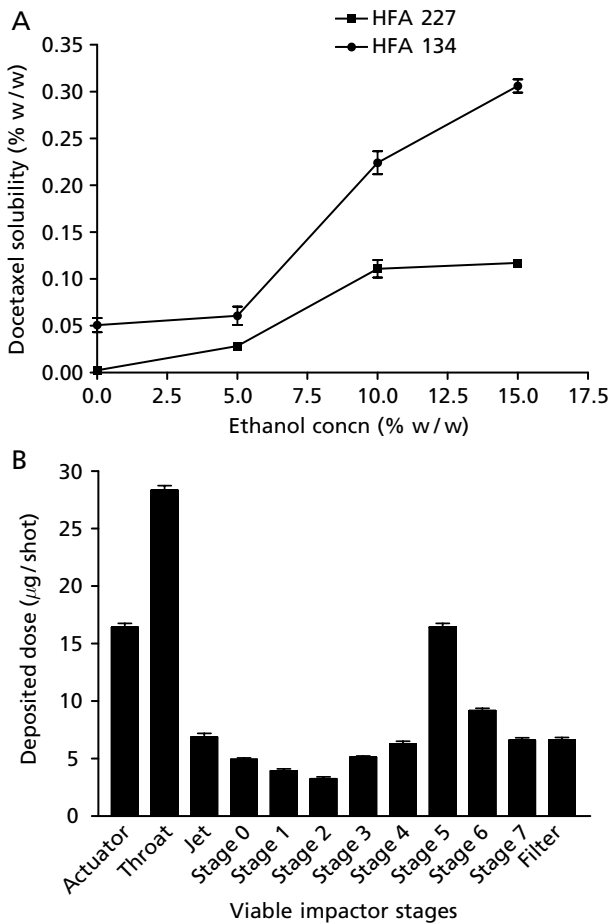 A
HFA 227
HFA 134
0.35
0.30
0.25
0.20
0.15
0.10
0.05
0.00
Docetaxel solubility (% w/w)
0.0 2.5 5.0 7.5 10.0 12.5 15.0 17.5
Ethanol concn (% w/w)
B
30
25
20
15
10
5
0
Deposited dose (µg/shot)
Actuator
Throat
Jet
Stage 0
Stage 1
Stage 2
Stage 3
Stage 4
Stage 5
Stage 6
Stage 7
Filter
Viable impactor stages